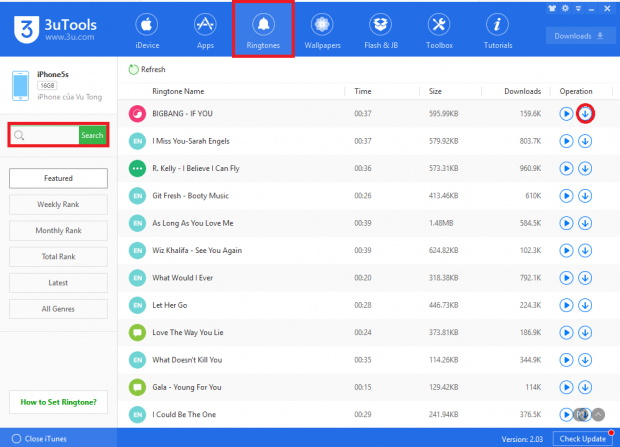 3uTools
www.3u.com
iDevice
Apps
Ringtones
Wallpapers
Flash & JB
Toolbox
Tutorials
Downloads
iPhone5s
16GB
iPhone của Vu Tong
Search
Featured
Weekly Rank
Monthly Rank
Total Rank
Latest
All Genres
How to Set Ringtone?
Refresh
Ringtone Name Time Size Downloads Operation
BIGBANG - IF YOU 00:37 595.99KB 159.6K
EN I Miss You-Sarah Engels 00:37 579.92KB 803.7K
R. Kelly - I Believe I Can Fly 00:36 573.31KB 960.9K
EN Git Fresh - Booty Music 00:26 413.46KB 610K
EN As Long As You Love Me 00:39 1.48MB 584.5K
EN Wiz Khalifa - See You Again 00:39 624.82KB 102.3K
EN What Would I Ever 00:20 318.38KB 792.1K
EN Let Her Go 00:28 446.73KB 224.3K
Love The Way You Lie 00:24 373.81KB 186.9K
EN What Doesn't Kill You 00:35 114.26KB 344.9K
Gala - Young For You 00:15 129.42KB 114K
EN I Could Be The One 00:29 241.94KB 376.5K
Close iTunes
Version: 2.03
Check Update